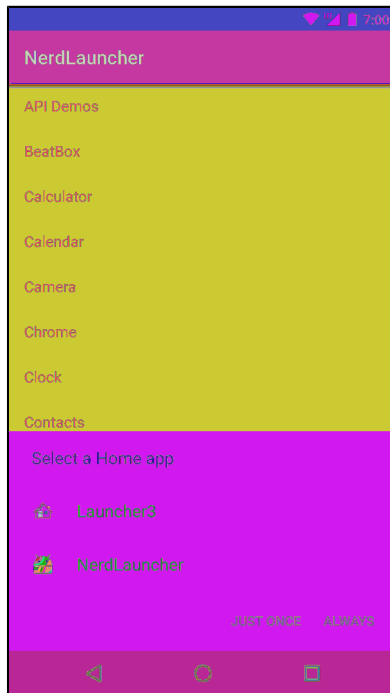 7:00
NerdLauncher
API Demos
BeatBox
Calculator
Calendar
Camera
Chrome
Clock
Contacts
Select a Home app
Launcher3
NerdLauncher
JUST ONCE ALWAYS